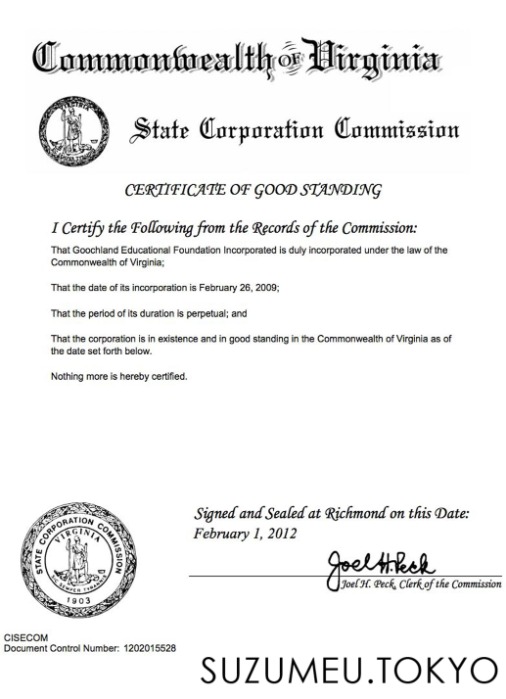 Commonwealth of Virginia
VIRGINIA
State Corporation Commission
CERTIFICATE OF GOOD STANDING
I Certify the Following from the Records of the Commission:
That Goochland Educational Foundation Incorporated is duly incorporated under the law of the
Commonwealth of Virginia;
That the date of its incorporation is February 26, 2009;
That the period of its duration is perpetual; and
That the corporation is in existence and in good standing in the Commonwealth of Virginia as of
the date set forth below.
Nothing more is hereby certified.
STATE CORPORATION COMMISSION
VIRGINIA
SIC SEMPER TYRANNIS
1903
Signed and Sealed at Richmond on this Date:
February 1, 2012
Joel H. Peck
Joel H. Peck, Clerk of the Commission
CISECOM
Document Control Number: 1202015528
SUZUMEU.TOKYO